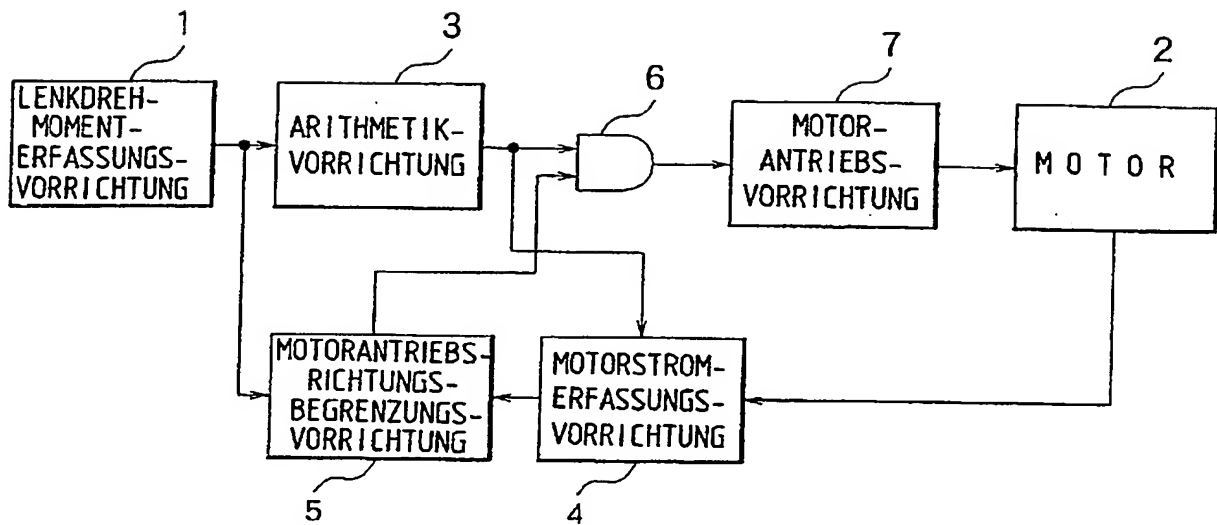 1
3
6
7
2
LENKDREH-
MOMENT-
ERFASSUNGS-
VORRICHTUNG
ARITHMETIK-
VORRICHTUNG
MOTOR-
ANTRIEBS-
VORRICHTUNG
MOTOR
MOTORANTRIEBS-
RICHTUNGS-
BEGRENZUNGS-
VORRICHTUNG
MOTORSTROM-
ERFASSUNGS-
VORRICHTUNG
5
4